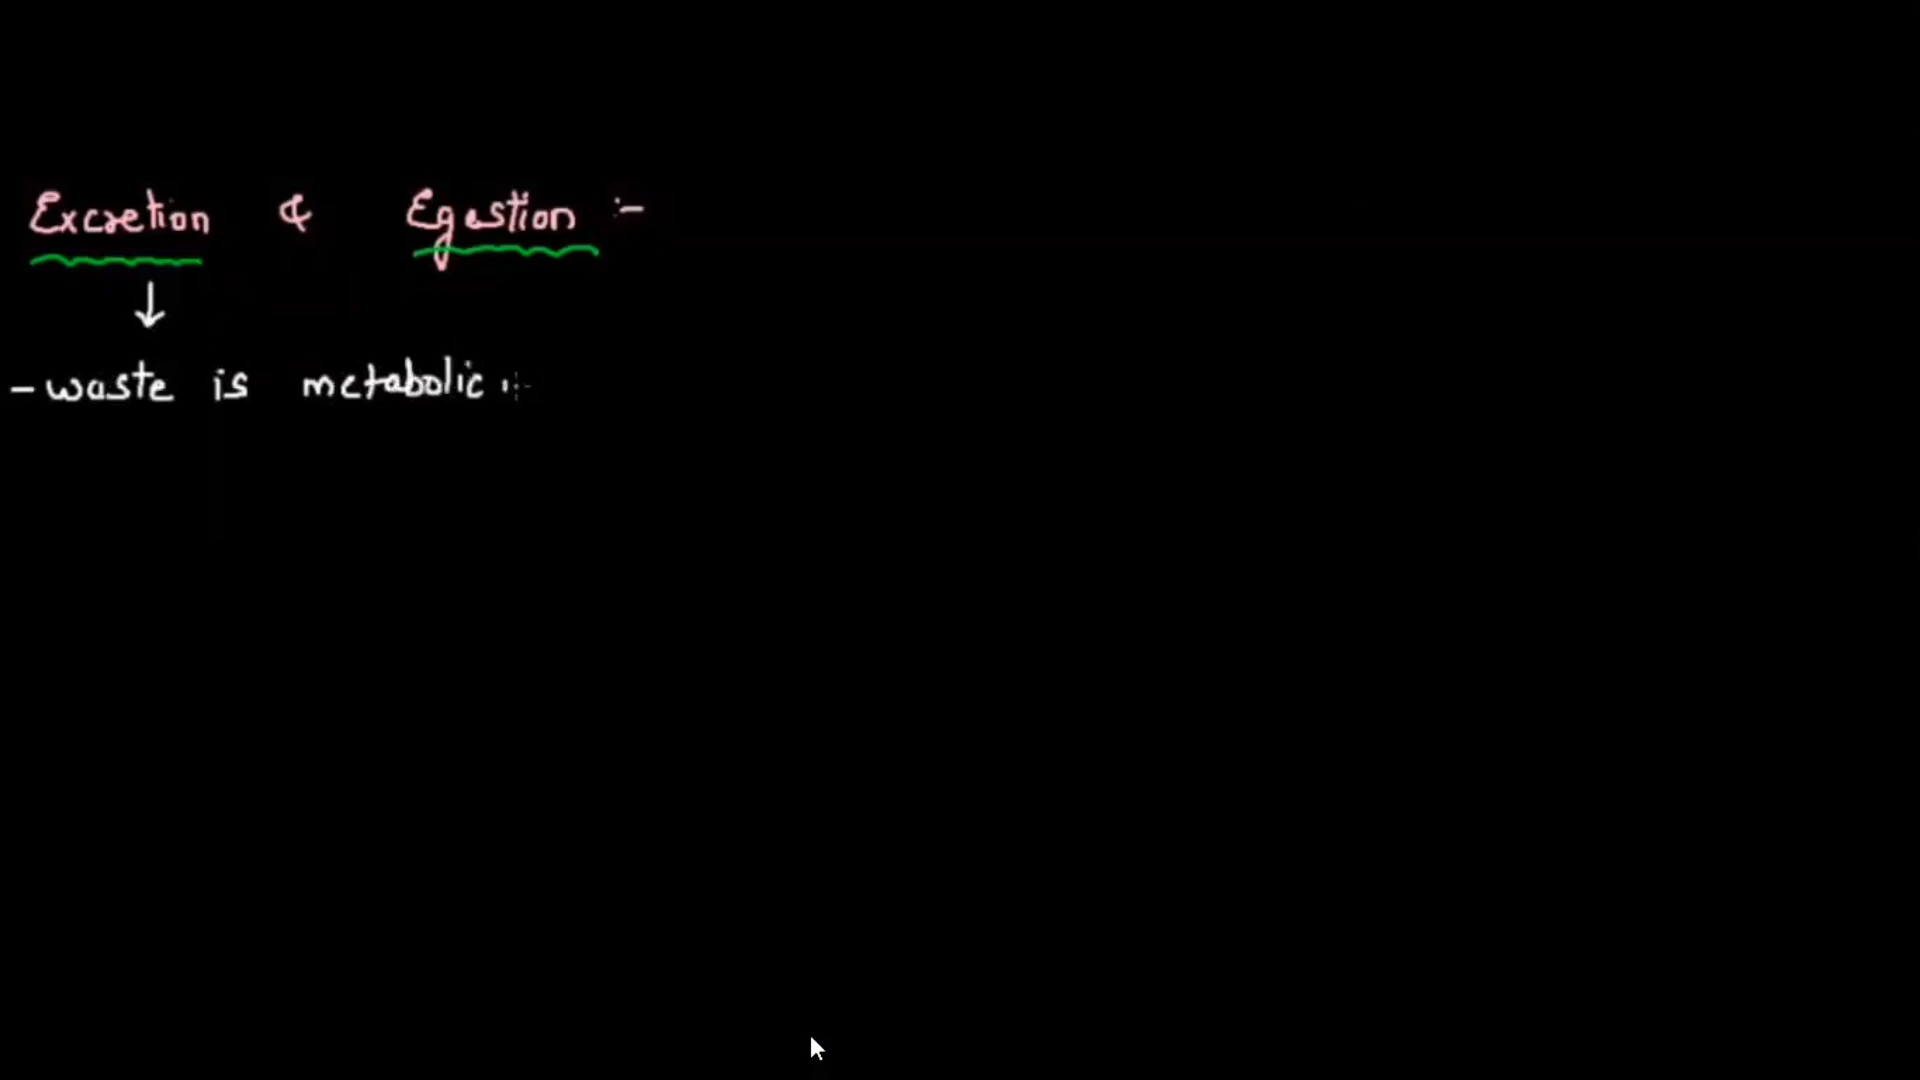 Excretion & Egestion :-
↓
- waste is metabolic